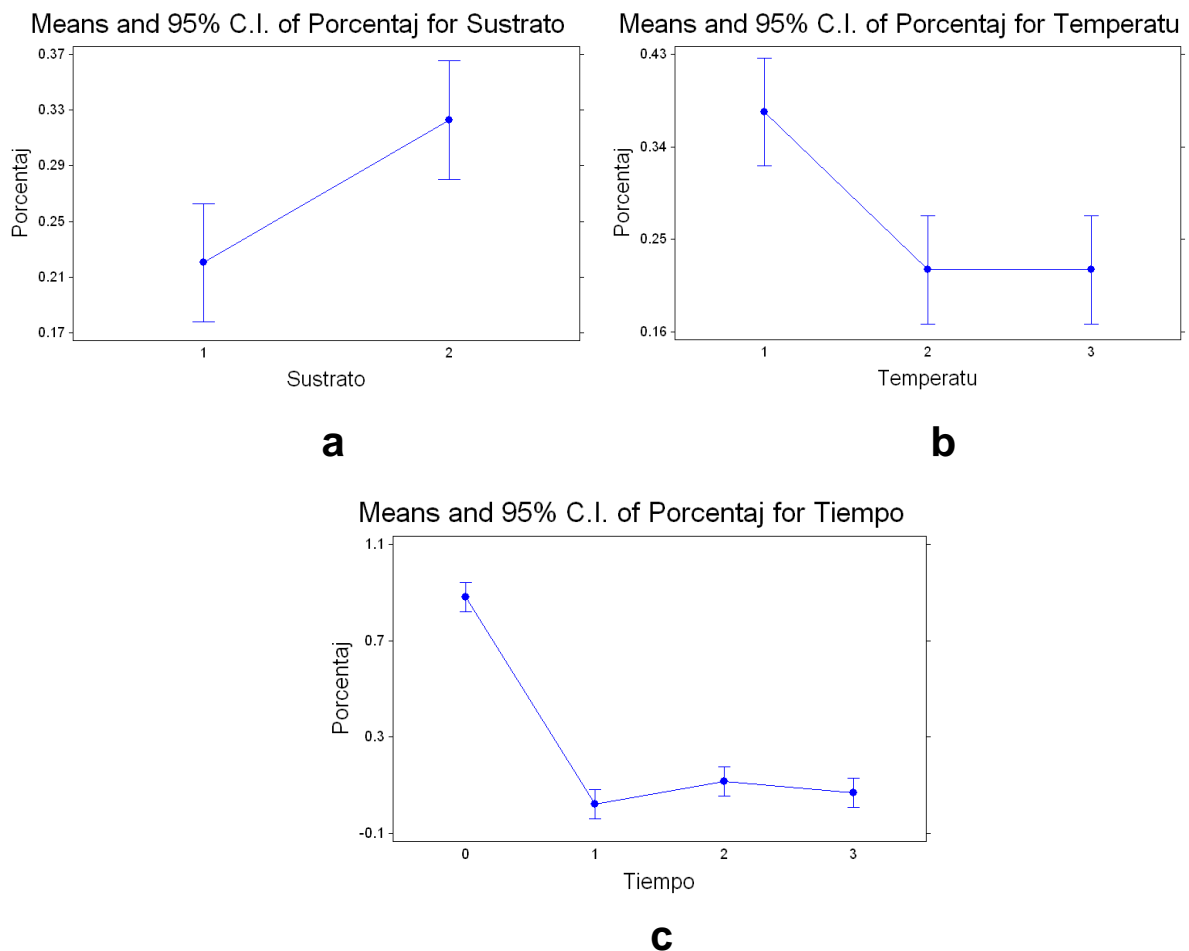 Means and 95% C.I. of Porcentaj for Sustrato
0.37
0.33
0.29
0.25
0.21
0.17
Porcentaj
1 2
Sustrato
a
Means and 95% C.I. of Porcentaj for Temperatu
0.43
0.34
0.25
0.16
Porcentaj
1 2 3
Temperatu
b
Means and 95% C.I. of Porcentaj for Tiempo
1.1
0.7
0.3
-0.1
Porcentaj
0 1 2 3
Tiempo
c